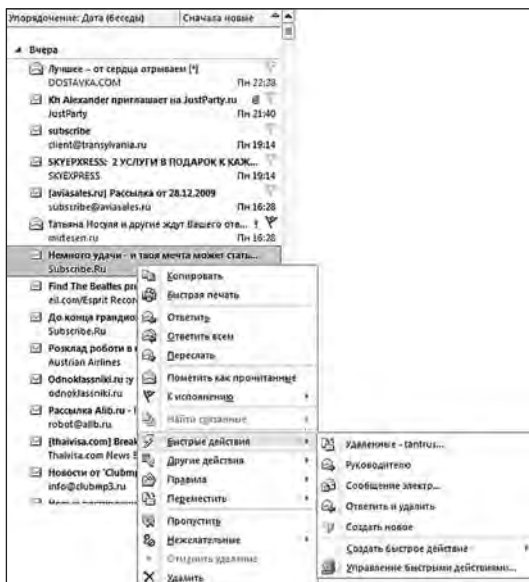 Упорядочение: Дата (беседы) Сначала новые
Вчера
Лучшее – от сердца отрываем [*]
DOSTAVKA.COM Пн 22:28
Kh Alexander приглашает на JustParty.ru
JustParty Пн 21:40
subscribe
client@transylvania.ru Пн 19:14
SKYEPXRESS: 2 УСЛУГИ В ПОДАРОК К КАЖ...
SKYEXPRESS Пн 19:14
[aviasales.ru] Рассылка от 28.12.2009
subscribe@aviasales.ru Пн 16:28
Татьяна Носуля и другие ждут Вашего отв...
mirtesen.ru Пн 16:28
Немного удачи - и твоя мечта может стать...
Subscribe.Ru
Find The Beatles
eil.com/Esprit Recor
До конца грандио
Subscribe.Ru
Розклад роботи в
Austrian Airlines
Odnoklassniki.ru :у
odnoklassniki.ru
Рассылка Alib.ru -
robot@alib.ru
[thaivisa.com] Break
Thaivisa.com News
Новости от 'Clubmp
info@clubmp3.ru
Копировать
Быстрая печать
Ответить
Ответить всем
Переслать
Пометить как прочитанные
К исполнению
Найти связанные
Быстрые действия
Другие действия
Правила
Переместить
Пропустить
Нежелательные
Отменить удаление
Удалить
Удаленные - tantrus...
Руководителю
Сообщение электр...
Ответить и удалить
Создать новое
Создать быстрое действие
Управление быстрыми действиями...